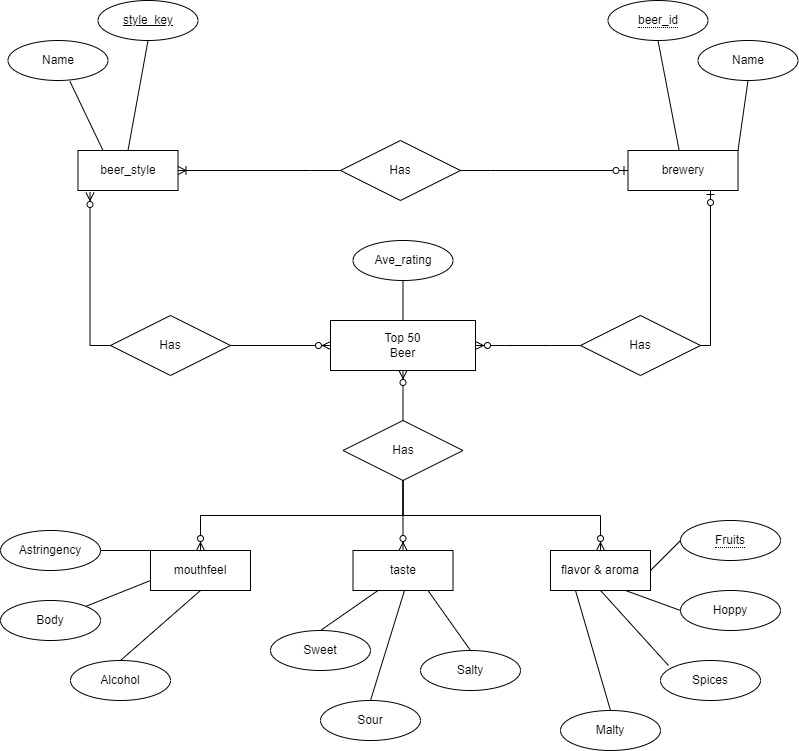 style_key
beer_id
Name
Name
beer_style
Has
brewery
Ave_rating
Has
Top 50
Beer
Has
Has
Astringency
mouthfeel
taste
flavor & aroma
Fruits
Body
Hoppy
Alcohol
Sweet
Salty
Spices
Sour
Malty